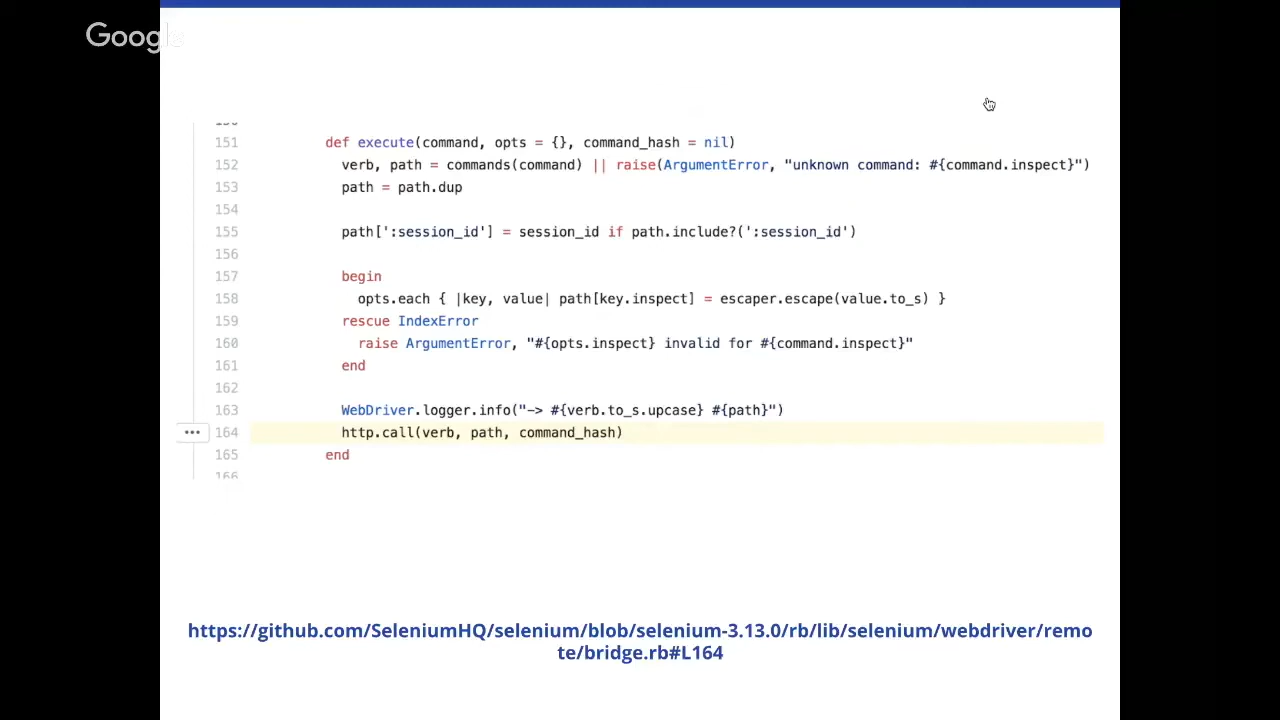 Google
151 def execute(command, opts = {}, command_hash = nil)
152 verb, path = commands(command) || raise(ArgumentError, "unknown command: #{command.inspect}")
153 path = path.dup
154
155 path[':session_id'] = session_id if path.include?(':session_id')
156
157 begin
158 opts.each { |key, value| path[key.inspect] = escaper.escape(value.to_s) }
159 rescue IndexError
160 raise ArgumentError, "#{opts.inspect} invalid for #{command.inspect}"
161 end
162
163 WebDriver.logger.info("-> #{verb.to_s.upcase} #{path}")
164 http.call(verb, path, command_hash)
165 end
166
https://github.com/SeleniumHQ/selenium/blob/selenium-3.13.0/rb/lib/selenium/webdriver/remo
te/bridge.rb#L164